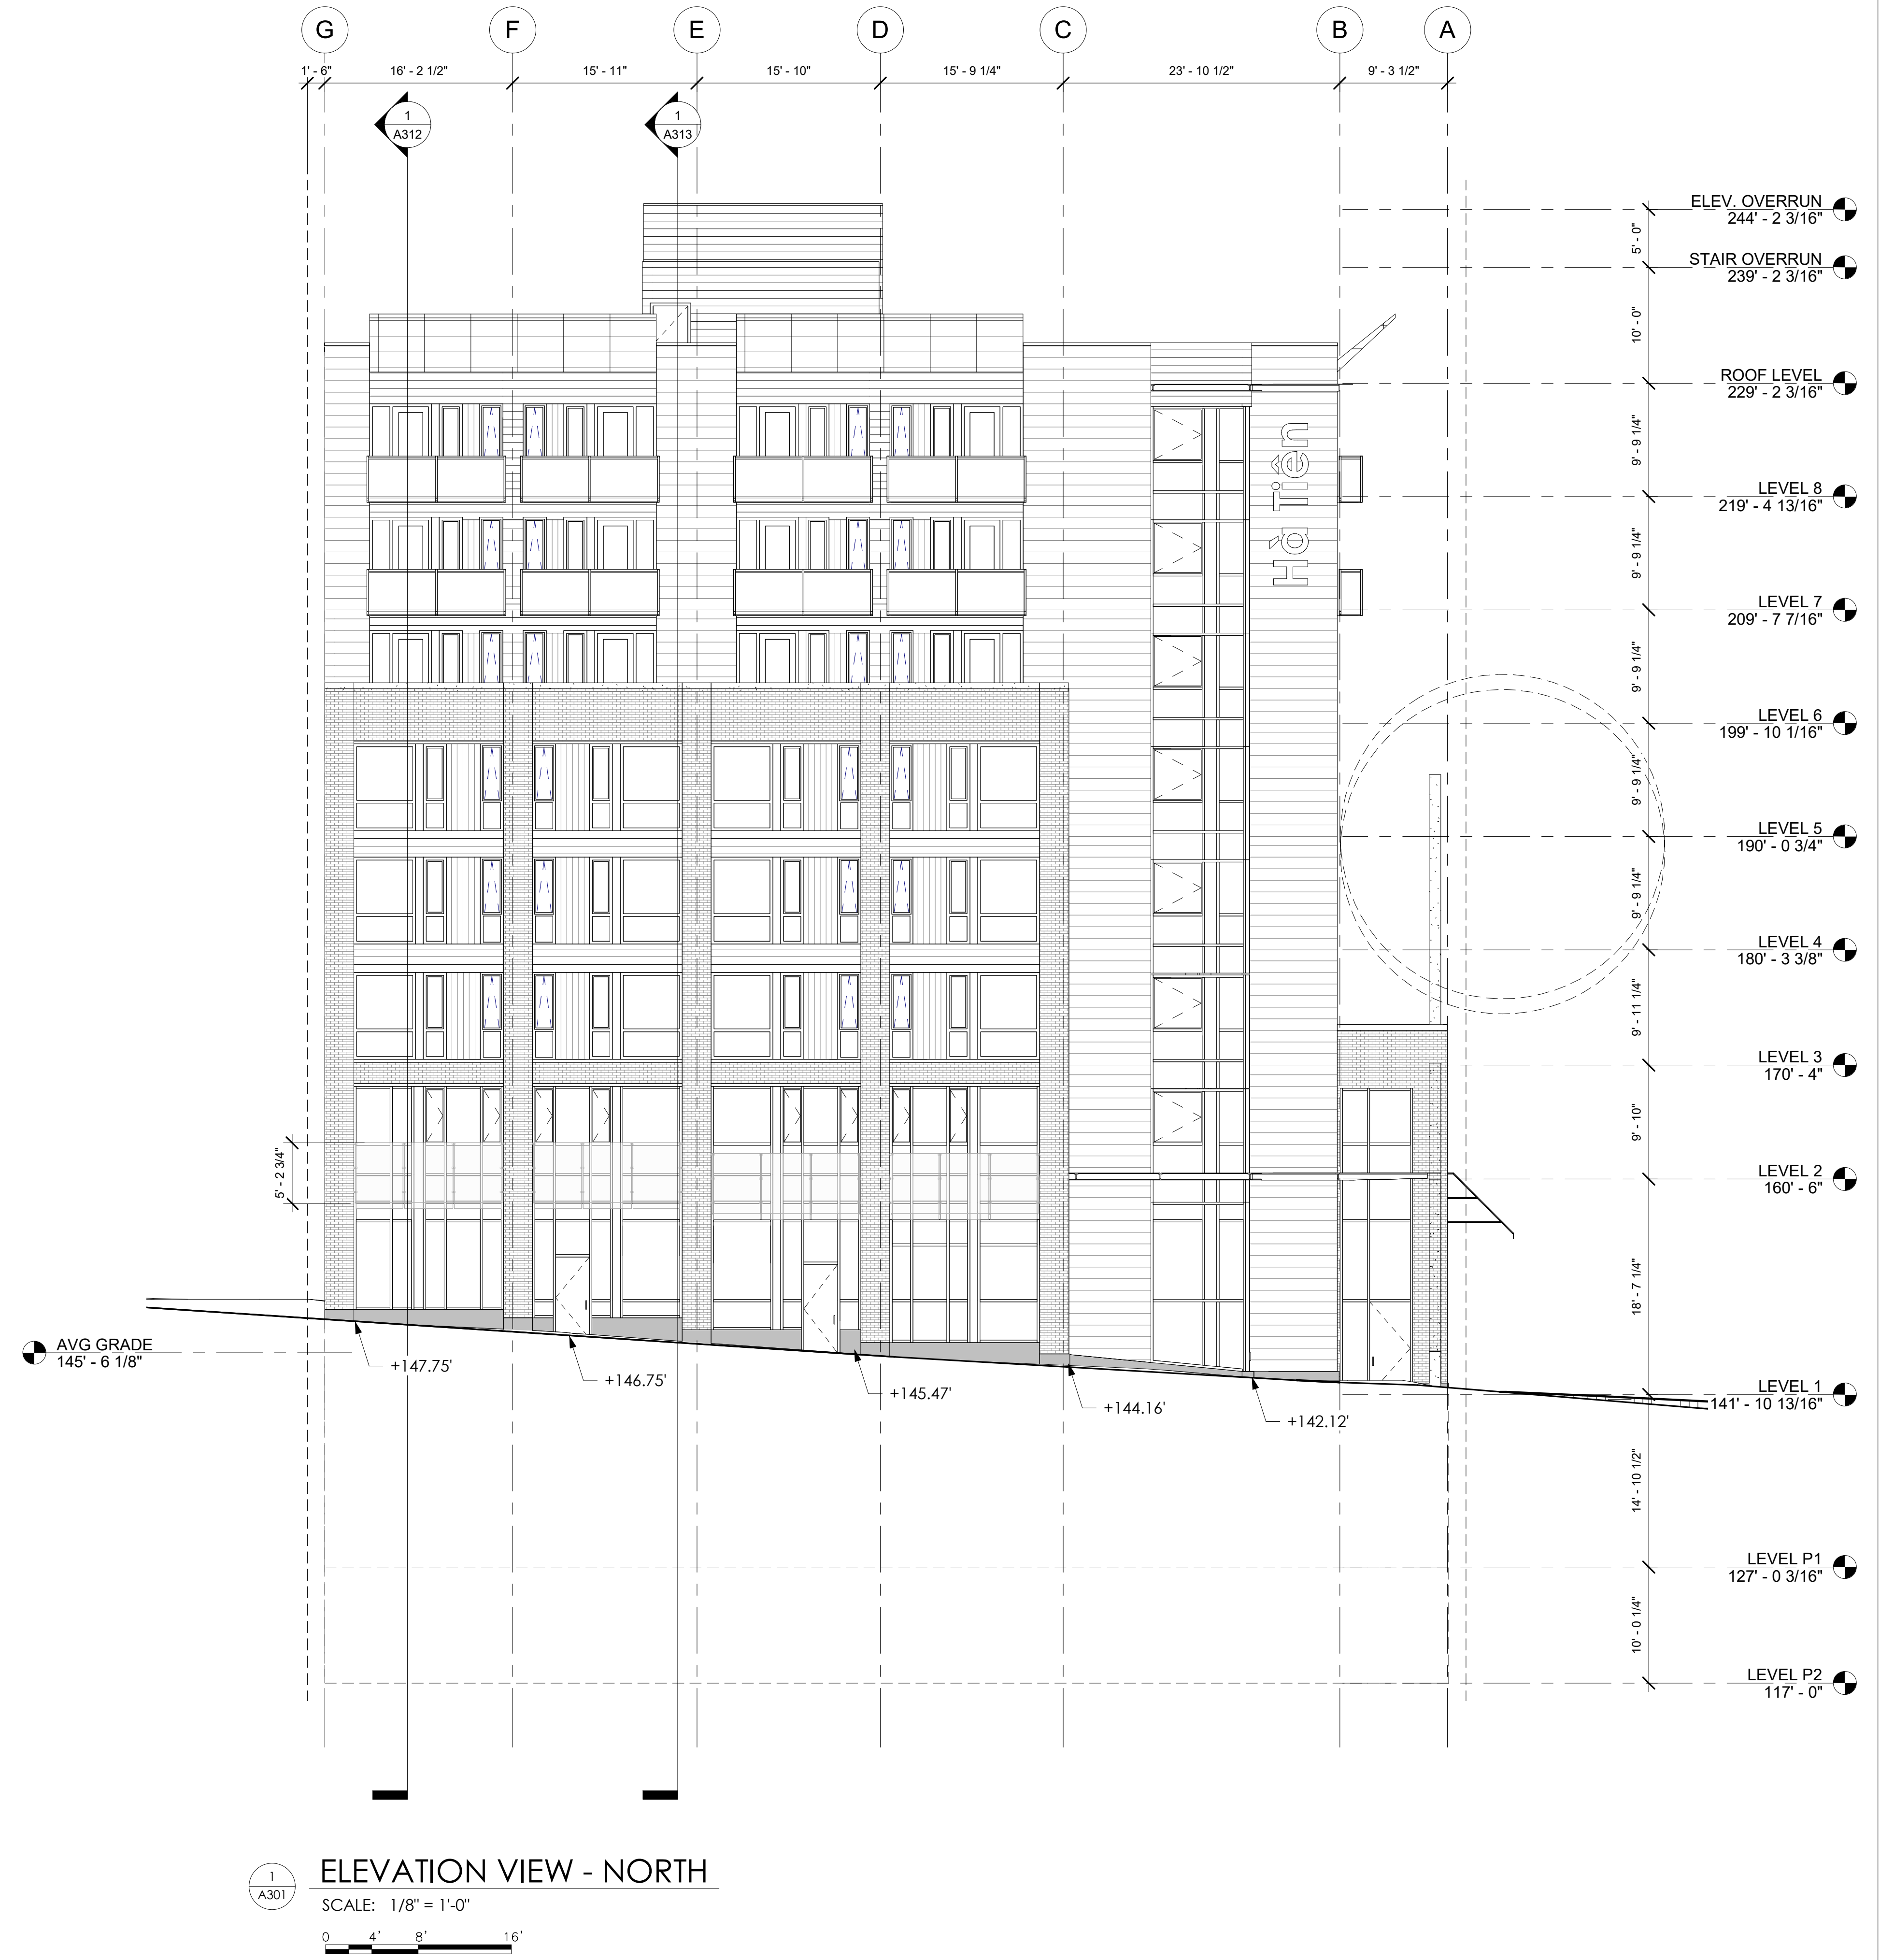 G
F
E
D
C
B
A
1' - 6"
16' - 2 1/2"
15' - 11"
15' - 10"
15' - 9 1/4"
23' - 10 1/2"
9' - 3 1/2"
1
A312
1
A313
ELEV. OVERRUN
244' - 2 3/16"
5' - 0"
STAIR OVERRUN
239' - 2 3/16"
10' - 0"
ROOF LEVEL
229' - 2 3/16"
9' - 9 1/4"
Hà Tiên
LEVEL 8
219' - 4 13/16"
9' - 9 1/4"
LEVEL 7
209' - 7 7/16"
9' - 9 1/4"
LEVEL 6
199' - 10 1/16"
9' - 9 1/4"
LEVEL 5
190' - 0 3/4"
9' - 9 1/4"
LEVEL 4
180' - 3 3/8"
9' - 11 1/4"
LEVEL 3
170' - 4"
9' - 10"
5' - 2 3/4"
LEVEL 2
160' - 6"
18' - 7 1/4"
AVG GRADE
145' - 6 1/8"
+147.75'
+146.75'
+145.47'
+144.16'
+142.12'
LEVEL 1
141' - 10 13/16"
14' - 10 1/2"
LEVEL P1
127' - 0 3/16"
10' - 0 1/4"
LEVEL P2
117' - 0"
1
A301
ELEVATION VIEW - NORTH
SCALE: 1/8" = 1'-0"
0 4' 8' 16'